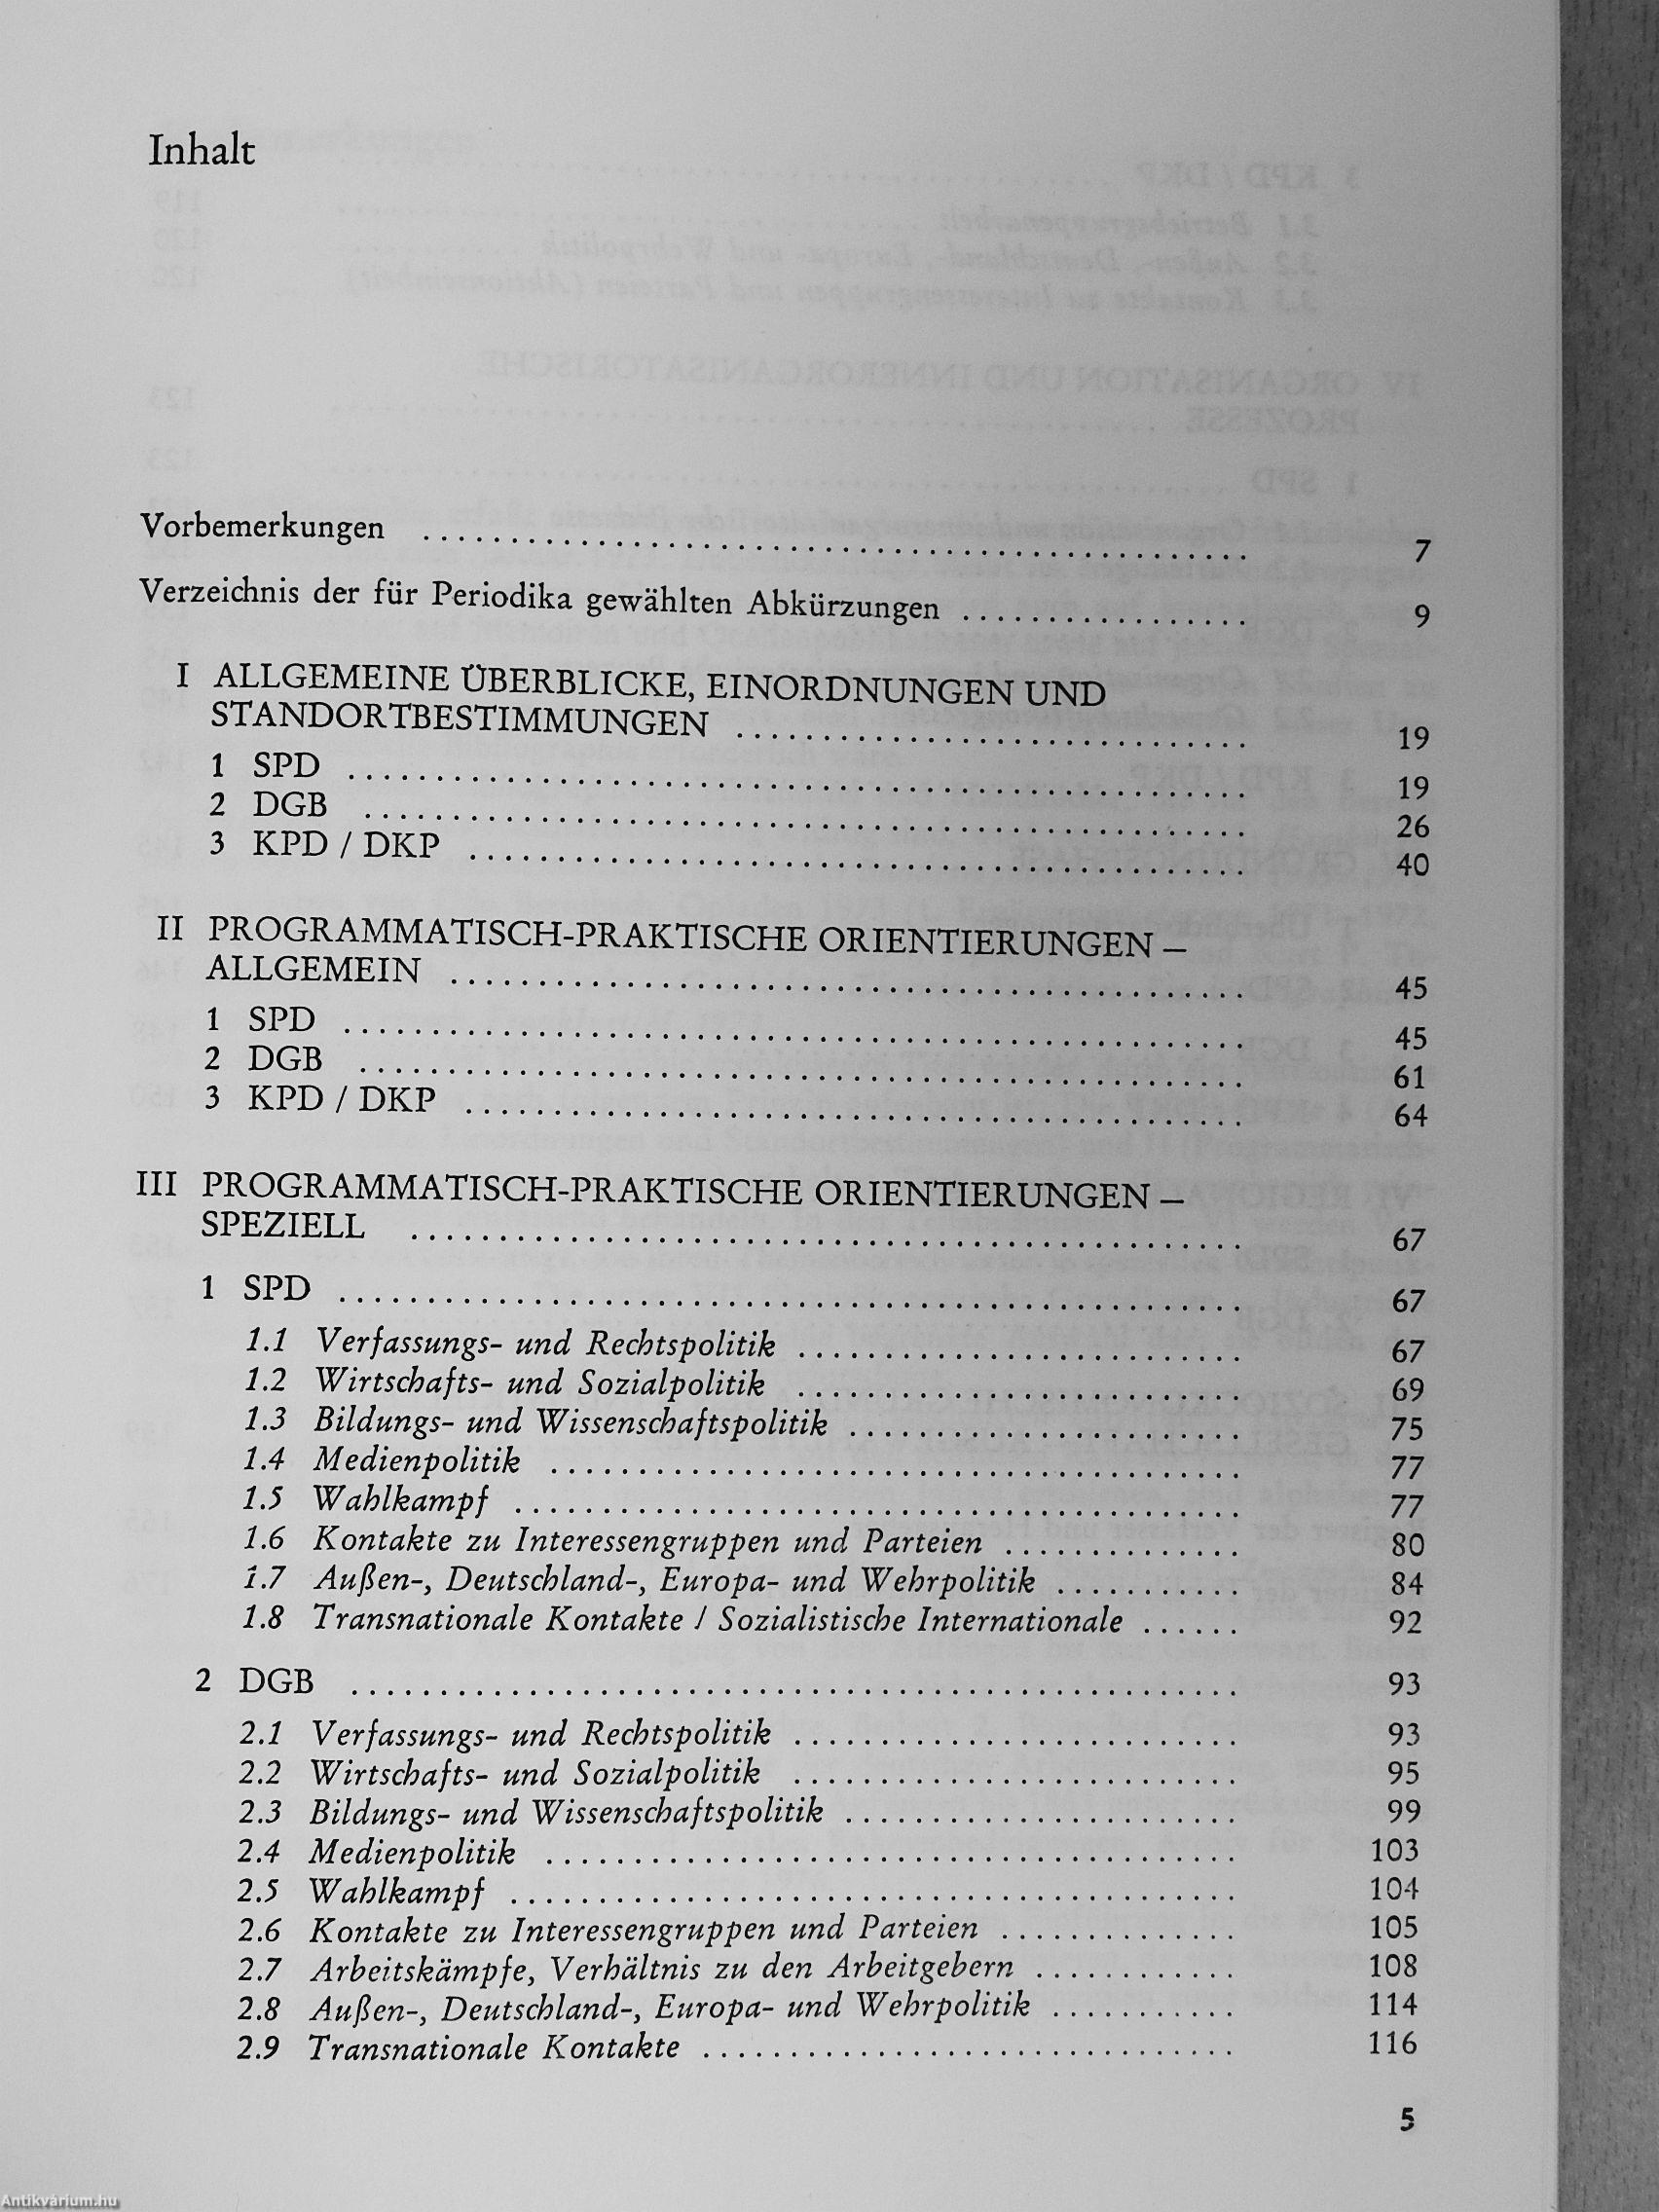 Inhalt
Vorbemerkungen ........ 7
Verzeichnis der für Periodika gewählten Abkürzungen ........ 9
I ALLGEMEINE ÜBERBLICKE, EINORDNUNGEN UND
STANDORTBESTIMMUNGEN ........ 19
1 SPD ........ 19
2 DGB ........ 26
3 KPD / DKP ........ 40
II PROGRAMMATISCH-PRAKTISCHE ORIENTIERUNGEN –
ALLGEMEIN ........ 45
1 SPD ........ 45
2 DGB ........ 61
3 KPD / DKP ........ 64
III PROGRAMMATISCH-PRAKTISCHE ORIENTIERUNGEN –
SPEZIELL ........ 67
1 SPD ........ 67
1.1 Verfassungs- und Rechtspolitik ........ 67
1.2 Wirtschafts- und Sozialpolitik ........ 69
1.3 Bildungs- und Wissenschaftspolitik ........ 75
1.4 Medienpolitik ........ 77
1.5 Wahlkampf ........ 77
1.6 Kontakte zu Interessengruppen und Parteien ........ 80
1.7 Außen-, Deutschland-, Europa- und Wehrpolitik ........ 84
1.8 Transnationale Kontakte / Sozialistische Internationale ...... 92
2 DGB ........ 93
2.1 Verfassungs- und Rechtspolitik ........ 93
2.2 Wirtschafts- und Sozialpolitik ........ 95
2.3 Bildungs- und Wissenschaftspolitik ........ 99
2.4 Medienpolitik ........ 103
2.5 Wahlkampf ........ 104
2.6 Kontakte zu Interessengruppen und Parteien ........ 105
2.7 Arbeitskämpfe, Verhältnis zu den Arbeitgebern ........ 108
2.8 Außen-, Deutschland-, Europa- und Wehrpolitik ........ 114
2.9 Transnationale Kontakte ........ 116
5
Antikvárium.hu